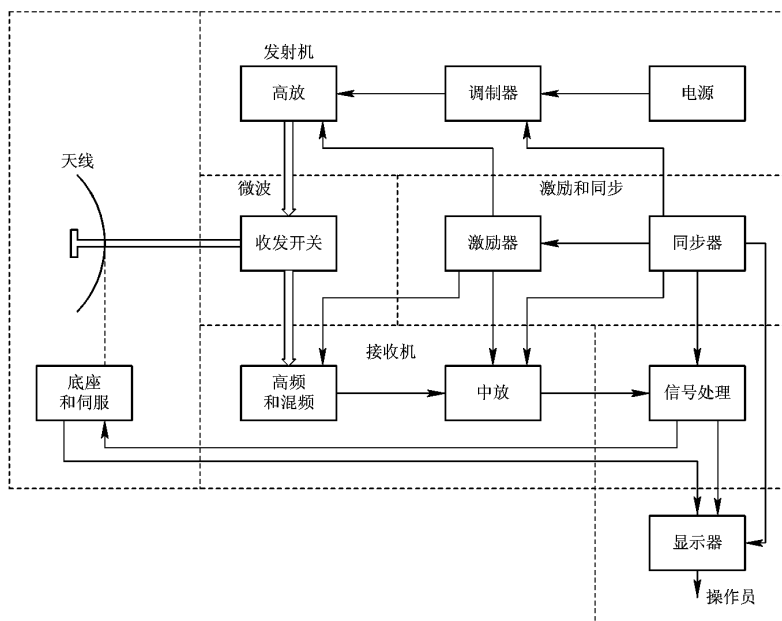 发射机
高放
调制器
电源
天线
微波
激励和同步
收发开关
激励器
同步器
接收机
底座
和伺服
高频
和混频
中放
信号处理
显示器
操作员